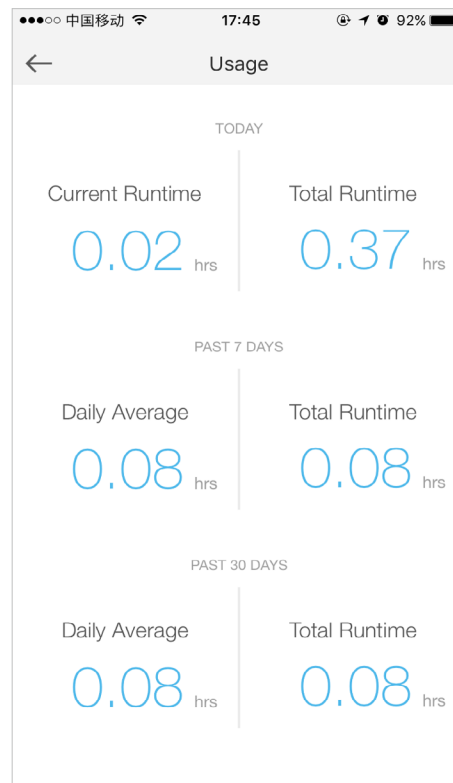 中国移动 17:45 92%
Usage
TODAY
Current Runtime Total Runtime
0.02 hrs 0.37 hrs
PAST 7 DAYS
Daily Average Total Runtime
0.08 hrs 0.08 hrs
PAST 30 DAYS
Daily Average Total Runtime
0.08 hrs 0.08 hrs